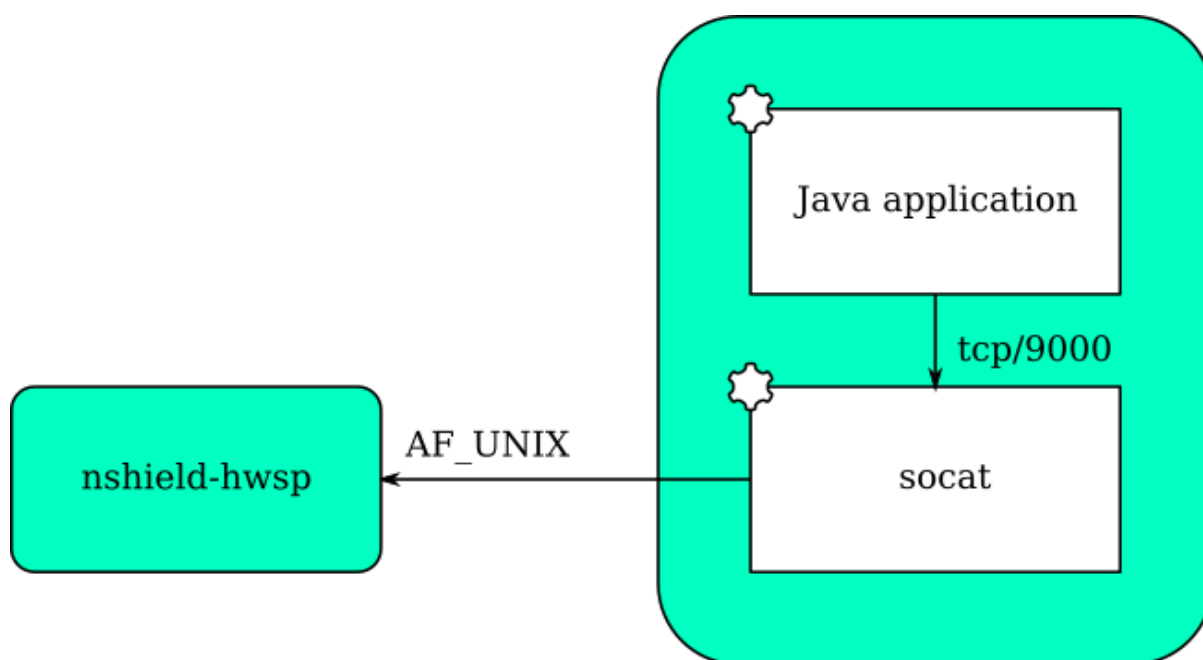 Java application
tcp/9000
AF_UNIX
nshield-hwsp
socat